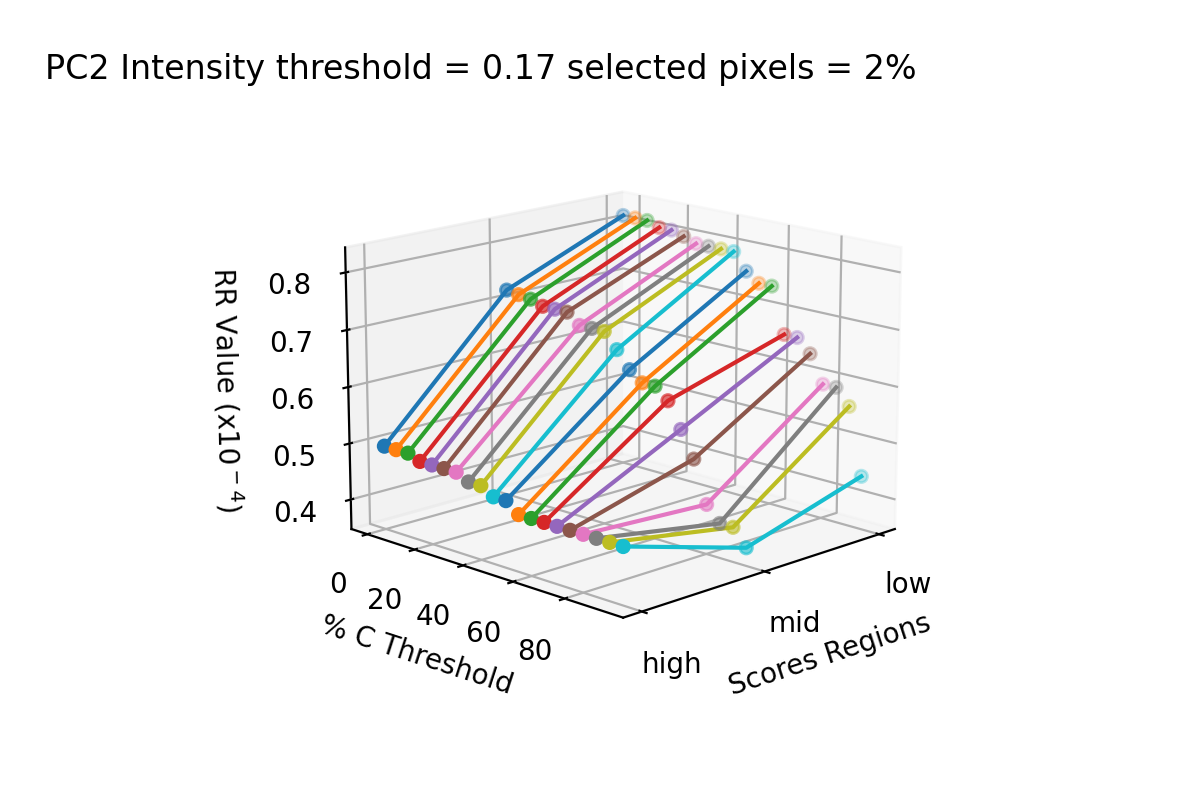 PC2 Intensity threshold = 0.17 selected pixels = 2%
RR Value (x10⁻⁴)
0.8
0.7
0.6
0.5
0.4
0
20
40
60
80
% C Threshold
high
mid
low
Scores Regions